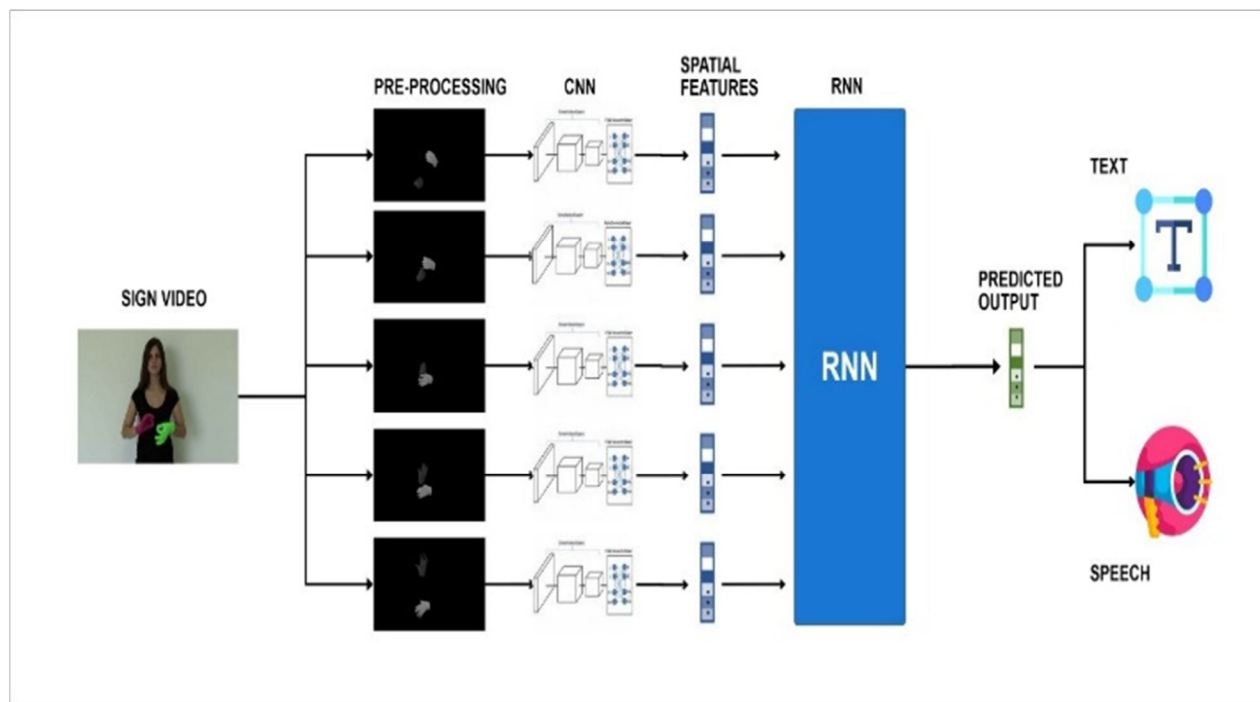 PRE-PROCESSING
CNN
SPATIAL
FEATURES
RNN
SIGN VIDEO
RNN
PREDICTED
OUTPUT
TEXT
T
SPEECH